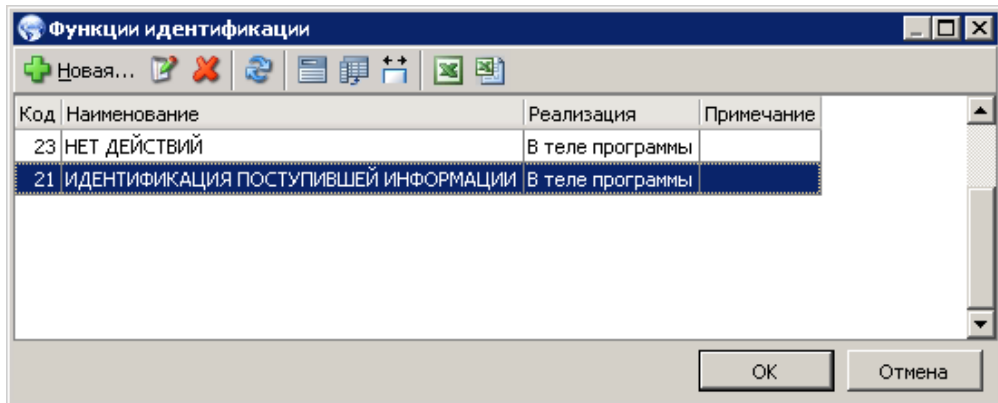 Функции идентификации
Новая...
Код Наименование Реализация Примечание
23 НЕТ ДЕЙСТВИЙ В теле программы
21 ИДЕНТИФИКАЦИЯ ПОСТУПИВШЕЙ ИНФОРМАЦИИ В теле программы
OK Отмена